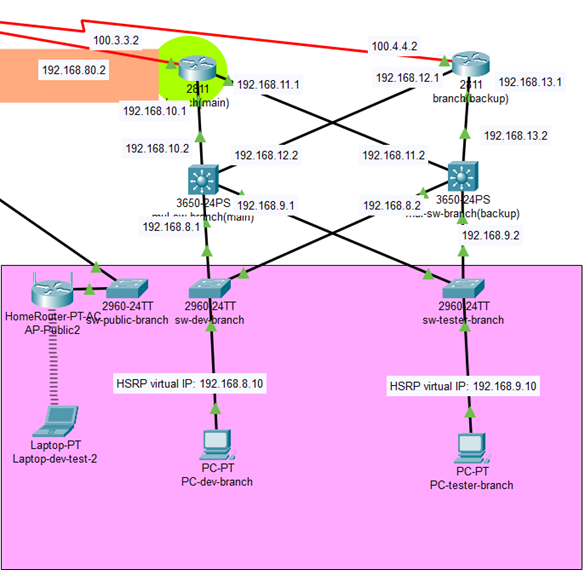 100.3.3.2
100.4.4.2
192.168.80.2
192.168.11.1
192.168.12.1
192.168.13.1
2811
(main)
2811
branch(backup)
192.168.10.1
192.168.13.2
192.168.10.2
192.168.12.2
192.168.11.2
3650-24PS
mul-sw-branch(main)
3650-24PS
mul-sw-branch(backup)
192.168.9.1
192.168.8.2
192.168.8.1
192.168.9.2
HomeRouter-PT-AC
AP-Public2
2960-24TT
sw-public-branch
2960-24TT
sw-dev-branch
2960-24TT
sw-tester-branch
HSRP virtual IP: 192.168.8.10
HSRP virtual IP: 192.168.9.10
Laptop-PT
Laptop-dev-test-2
PC-PT
PC-dev-branch
PC-PT
PC-tester-branch